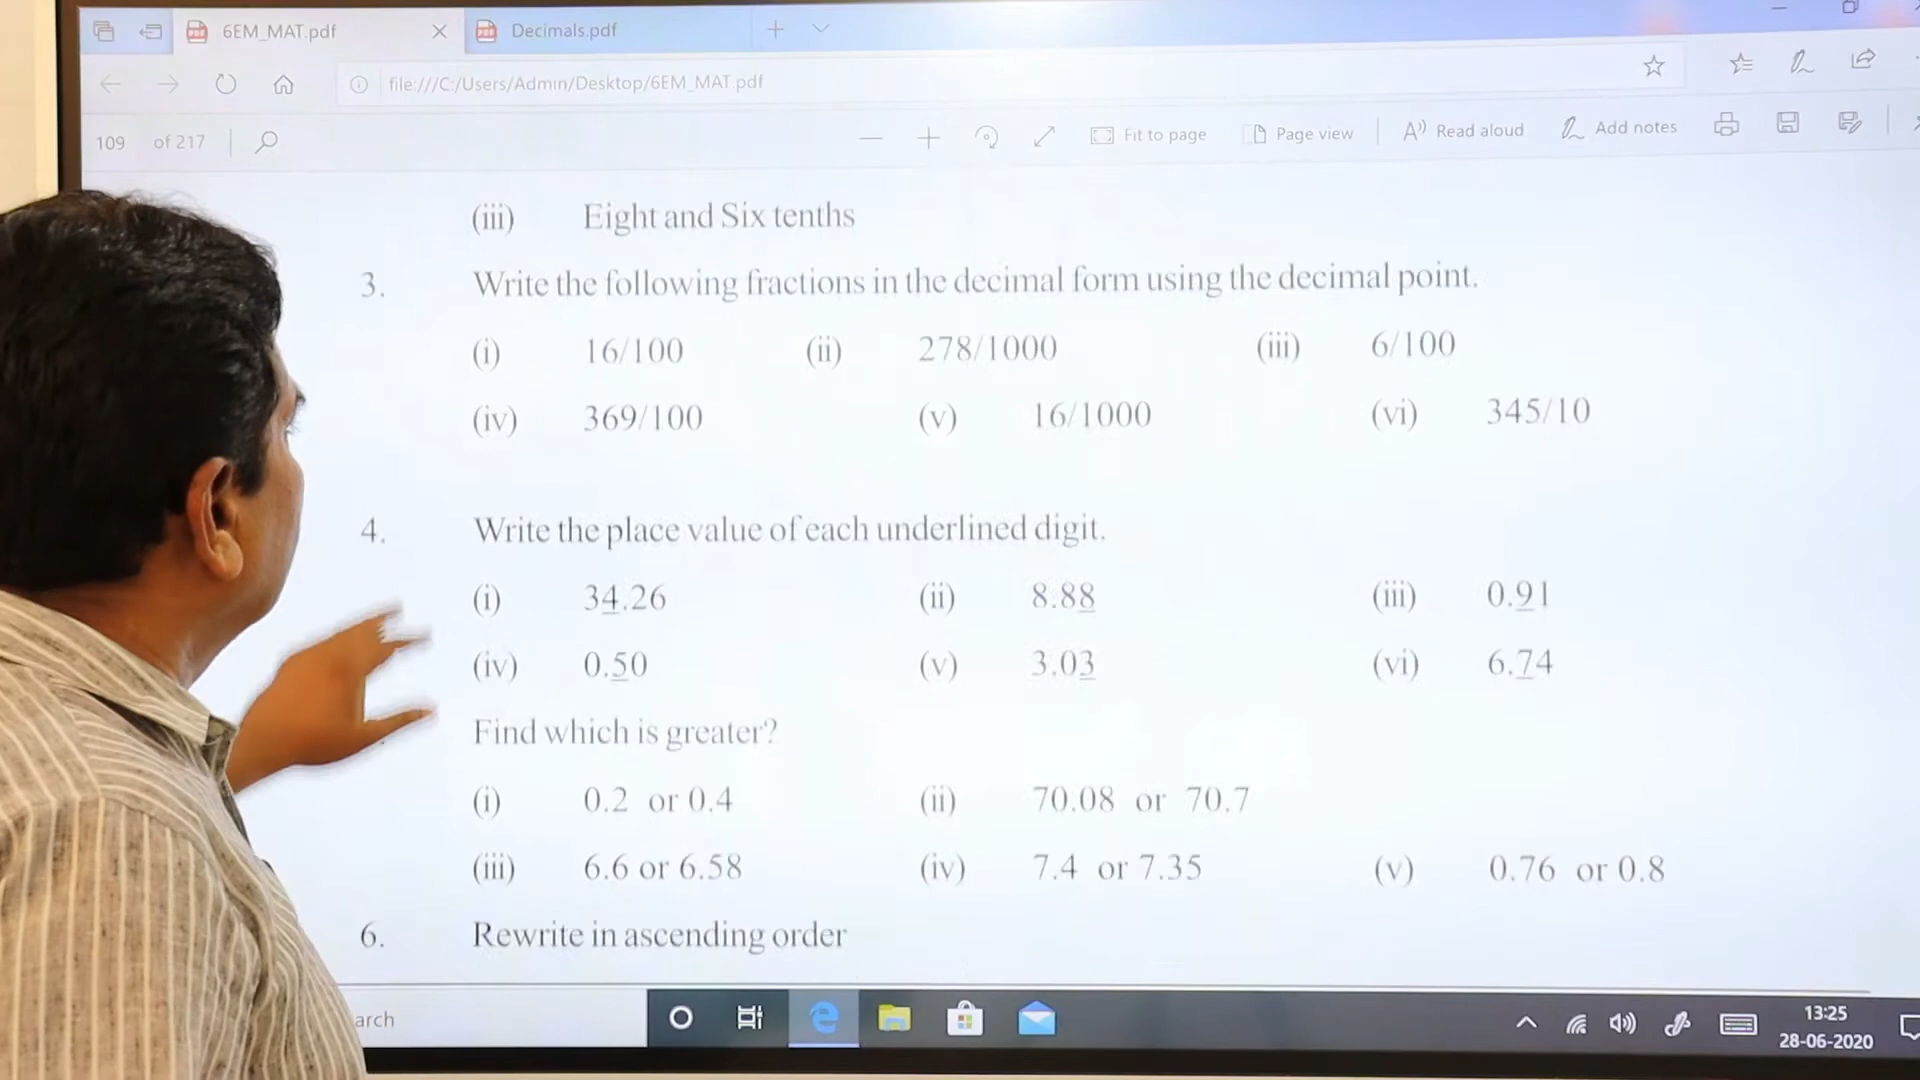 6EM_MAT.pdf
Decimals.pdf
file:///C:/Users/Admin/Desktop/6EM_MAT.pdf
109 of 217
Fit to page
Page view
Read aloud
Add notes
(iii) Eight and Six tenths
3. Write the following fractions in the decimal form using the decimal point.
(i) 16/100 (ii) 278/1000 (iii) 6/100
(iv) 369/100 (v) 16/1000 (vi) 345/10
4. Write the place value of each underlined digit.
(i) 34.26 (ii) 8.88 (iii) 0.91
(iv) 0.50 (v) 3.03 (vi) 6.74
Find which is greater?
(i) 0.2 or 0.4 (ii) 70.08 or 70.7
(iii) 6.6 or 6.58 (iv) 7.4 or 7.35 (v) 0.76 or 0.8
6. Rewrite in ascending order
arch
13:25
28-06-2020